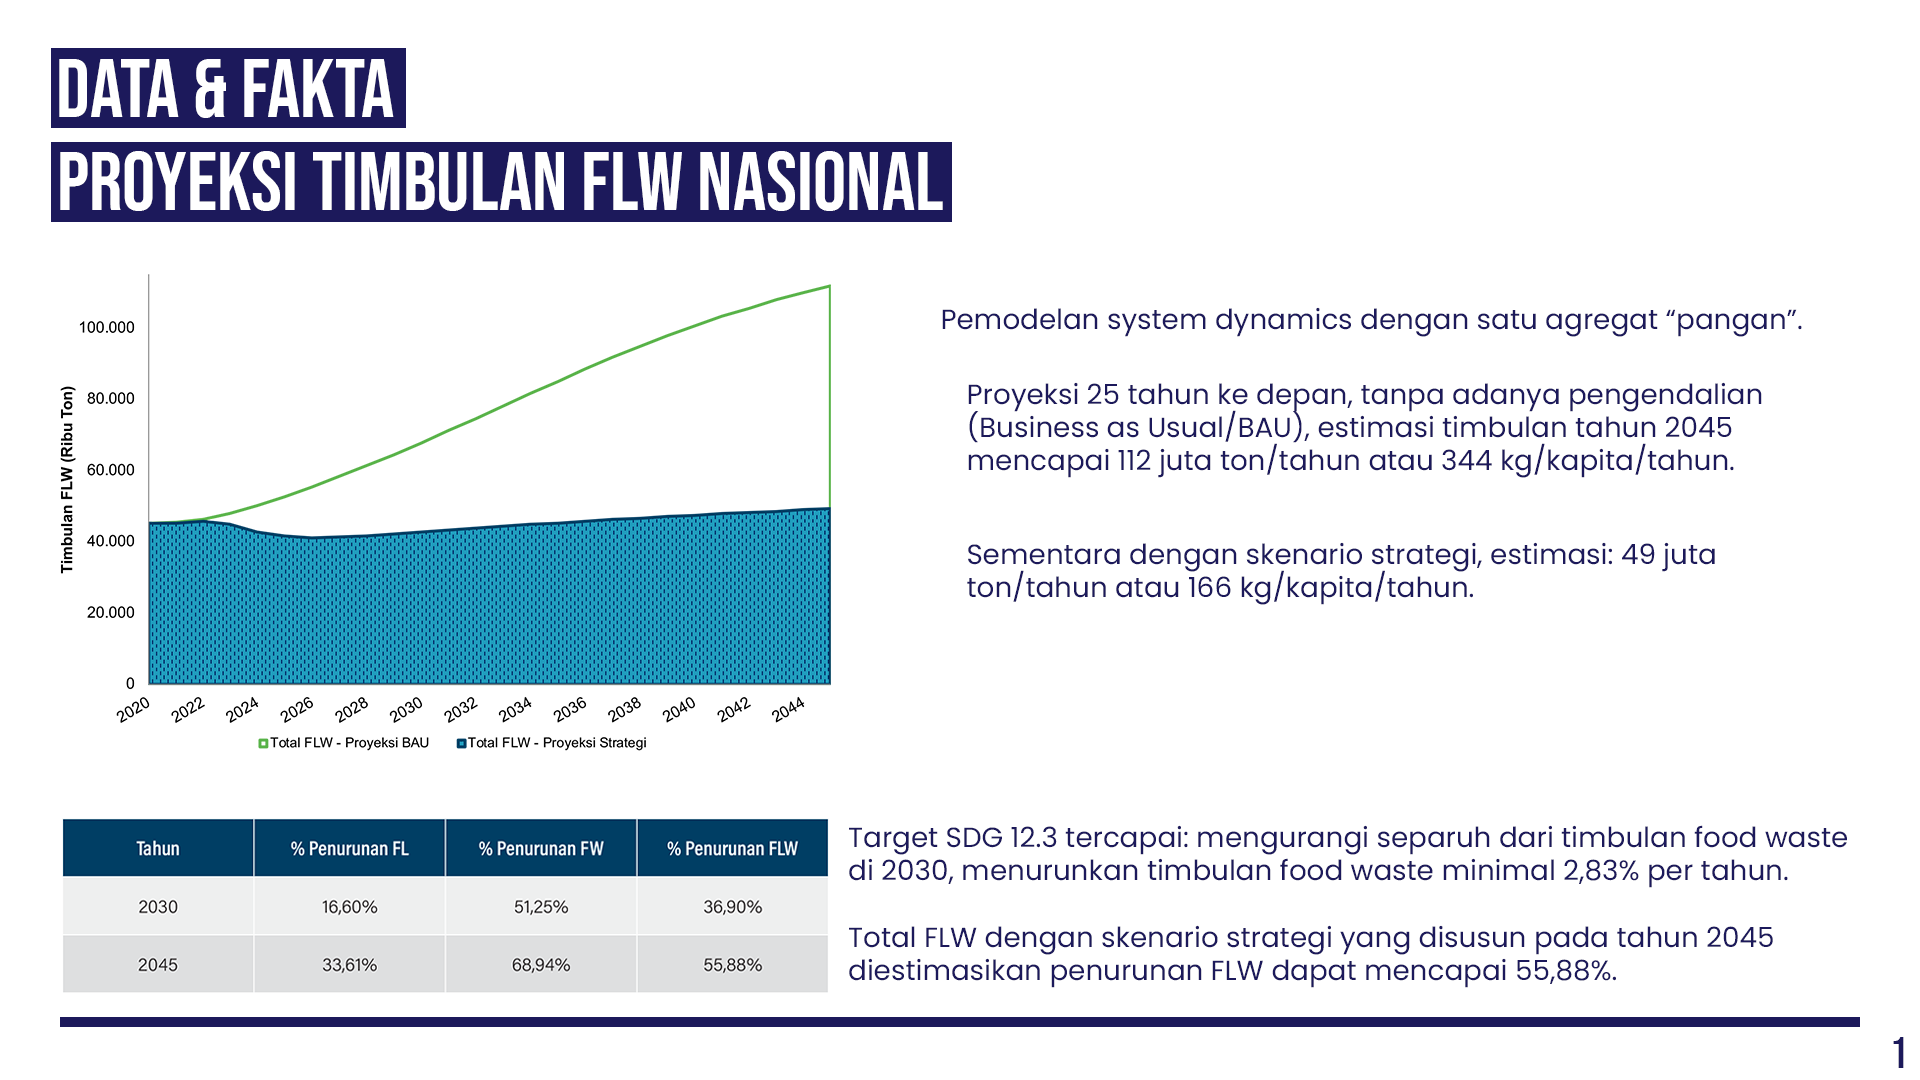 DATA & FAKTA
PROYEKSI TIMBULAN FLW NASIONAL
Timbulan FLW (Ribu Ton)
100.000
80.000
60.000
40.000
20.000
0
2020 2022 2024 2026 2028 2030 2032 2034 2036 2038 2040 2042 2044
Total FLW - Proyeksi BAU Total FLW - Proyeksi Strategi
Pemodelan system dynamics dengan satu agregat “pangan”.
Proyeksi 25 tahun ke depan, tanpa adanya pengendalian
(Business as Usual/BAU), estimasi timbulan tahun 2045
mencapai 112 juta ton/tahun atau 344 kg/kapita/tahun.
Sementara dengan skenario strategi, estimasi: 49 juta
ton/tahun atau 166 kg/kapita/tahun.
Tahun % Penurunan FL % Penurunan FW % Penurunan FLW
2030 16,60% 51,25% 36,90%
2045 33,61% 68,94% 55,88%
Target SDG 12.3 tercapai: mengurangi separuh dari timbulan food waste
di 2030, menurunkan timbulan food waste minimal 2,83% per tahun.
Total FLW dengan skenario strategi yang disusun pada tahun 2045
diestimasikan penurunan FLW dapat mencapai 55,88%.
1